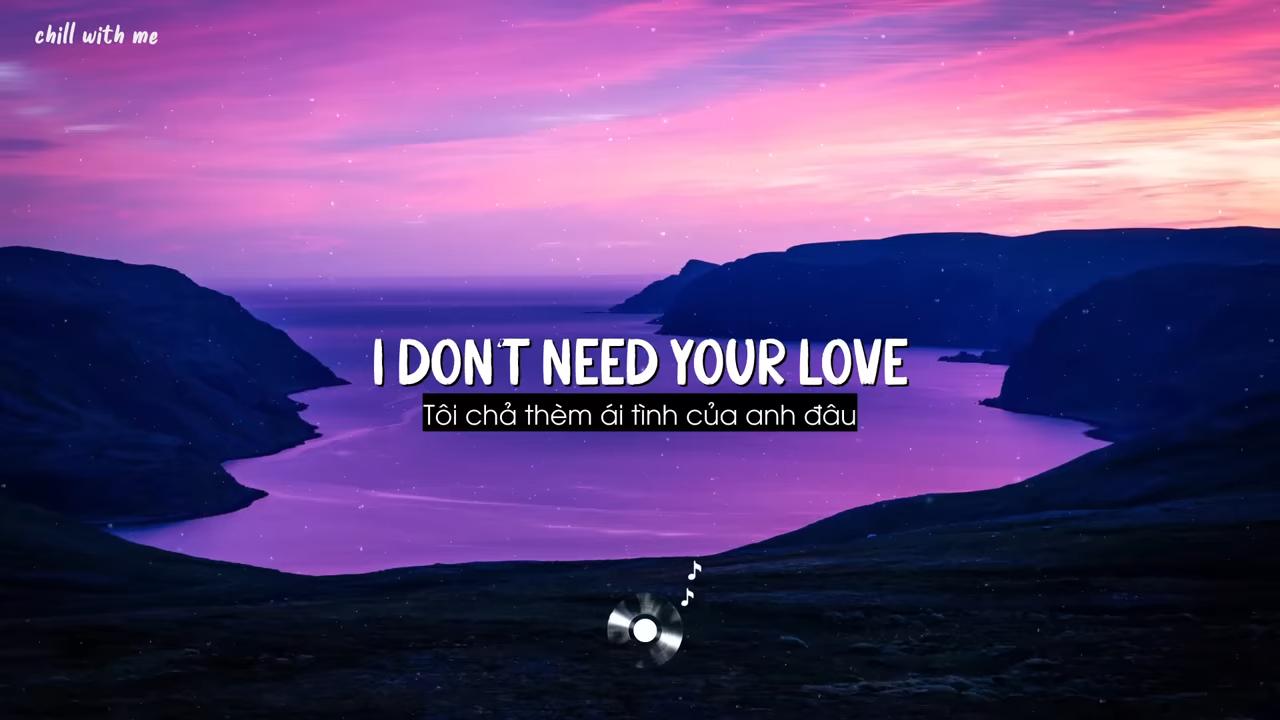 chill with me
I DON'T NEED YOUR LOVE
Tôi chả thèm ái tình của anh đâu